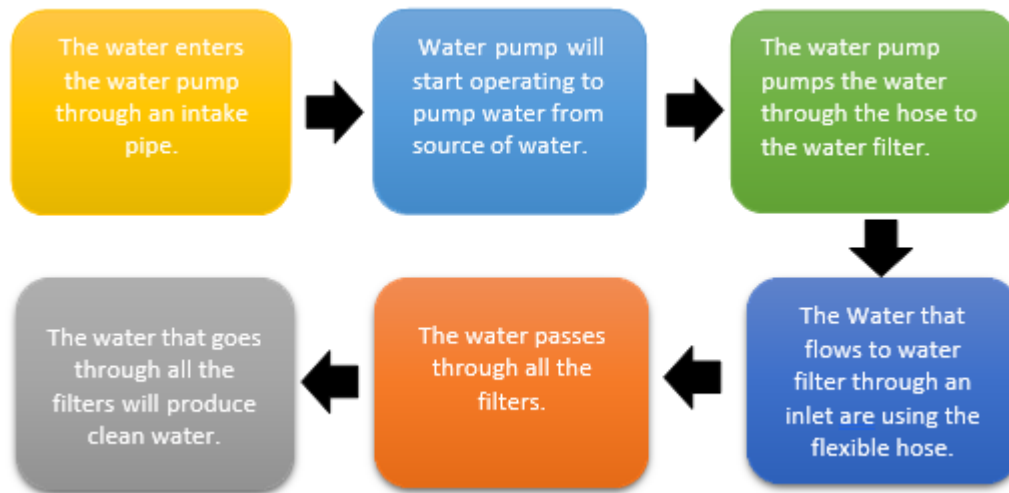 The water enters
the water pump
through an intake
pipe.
Water pump will
start operating to
pump water from
source of water.
The water pump
pumps the water
through the hose to
the water filter.
The Water that
flows to water
filter through an
inlet are using the
flexible hose.
The water passes
through all the
filters.
The water that goes
through all the
filters will produce
clean water.